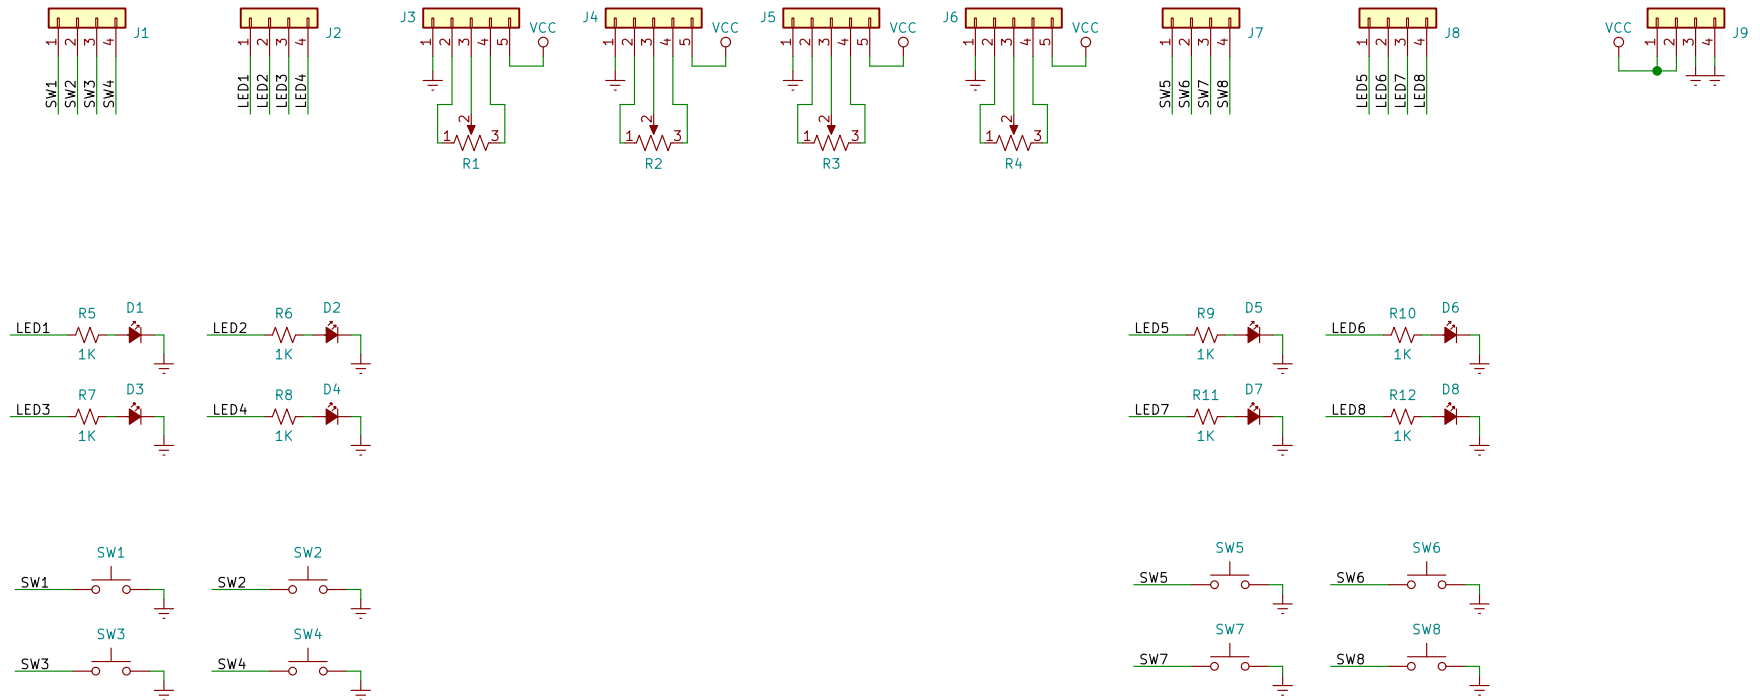 J1
1 2 3 4
SW1 SW2 SW3 SW4
J2
1 2 3 4
LED1 LED2 LED3 LED4
J3
1 2 3 4 5
VCC
1 2 3
R1
J4
1 2 3 4 5
VCC
1 2 3
R2
J5
1 2 3 4 5
VCC
1 2 3
R3
J6
1 2 3 4 5
VCC
1 2 3
R4
J7
1 2 3 4
SW5 SW6 SW7 SW8
J8
1 2 3 4
LED5 LED6 LED7 LED8
VCC
J9
1 2 3 4
LED1 R5 1K D1
LED2 R6 1K D2
LED5 R9 1K D5
LED6 R10 1K D6
LED3 R7 1K D3
LED4 R8 1K D4
LED7 R11 1K D7
LED8 R12 1K D8
SW1
SW1
SW2
SW2
SW5
SW5
SW6
SW6
SW3
SW3
SW4
SW4
SW7
SW7
SW8
SW8